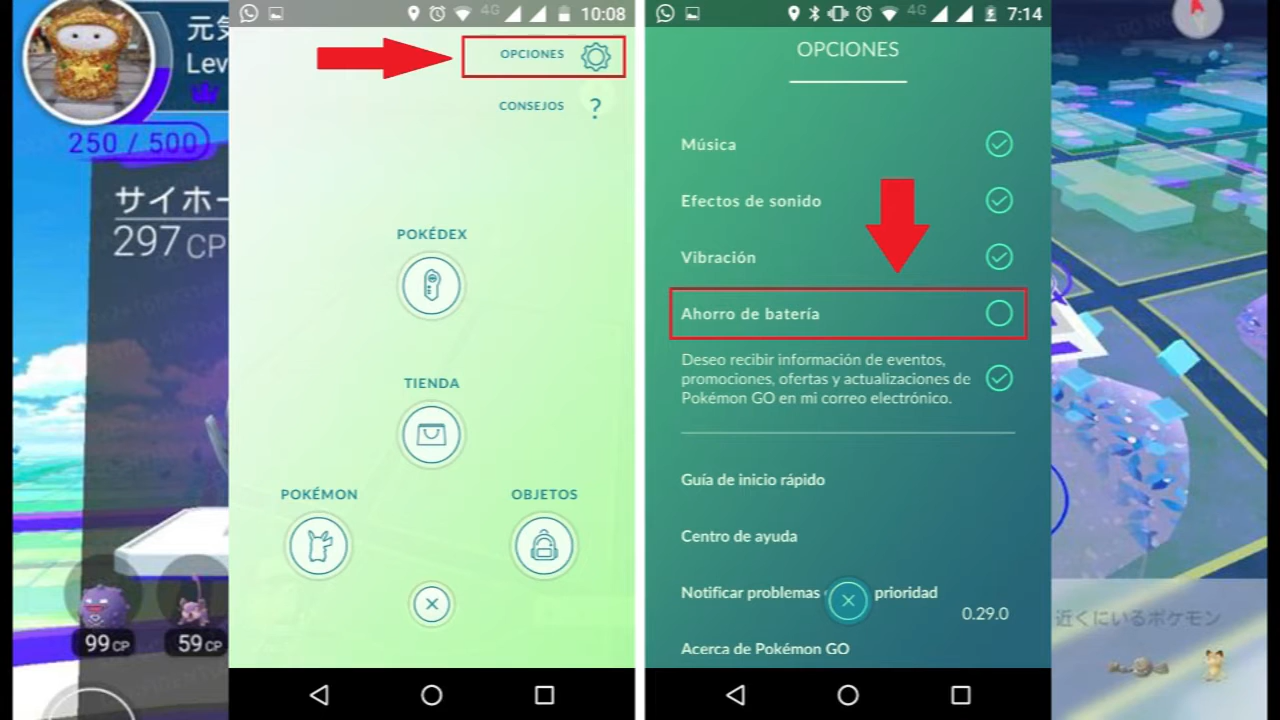 元気
Lev
250 / 500
サイホー
297 CP
99 CP
59 CP
4G
10:08
OPCIONES
CONSEJOS
?
POKÉDEX
TIENDA
POKÉMON
OBJETOS
4G
7:14
OPCIONES
Música
Efectos de sonido
Vibración
Ahorro de batería
Deseo recibir información de eventos,
promociones, ofertas y actualizaciones de
Pokémon GO en mi correo electrónico.
Guía de inicio rápido
Centro de ayuda
Notificar problemas prioridad
0.29.0
Acerca de Pokémon GO
近くにいるポケモン